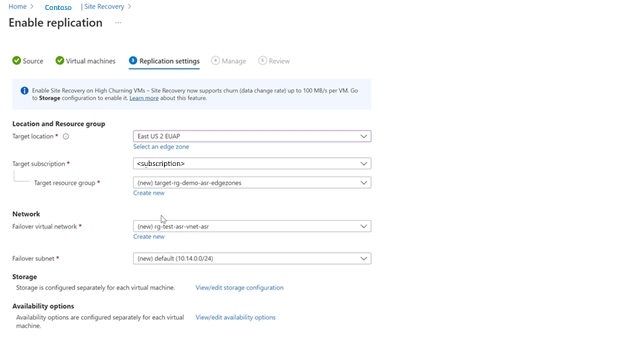 Home > Contoso | Site Recovery >
Enable replication ...
Source Virtual machines 3 Replication settings 4 Manage 5 Review
Enable Site Recovery on High Churning VMs – Site Recovery now supports churn (data change rate) up to 100 MB/s per VM. Go
to Storage configuration to enable it. Learn more about this feature.
Location and Resource group
Target location *
East US 2 EUAP
Select an edge zone
Target subscription *
<subscription>
Target resource group *
(new) target-rg-demo-asr-edgezones
Create new
Network
Failover virtual network *
(new) rg-test-asr-vnet-asr
Create new
Failover subnet *
(new) default (10.14.0.0/24)
Storage
Storage is configured separately for each virtual machine. View/edit storage configuration
Availability options
Availability options are configured separately for each virtual View/edit availability options
machine.